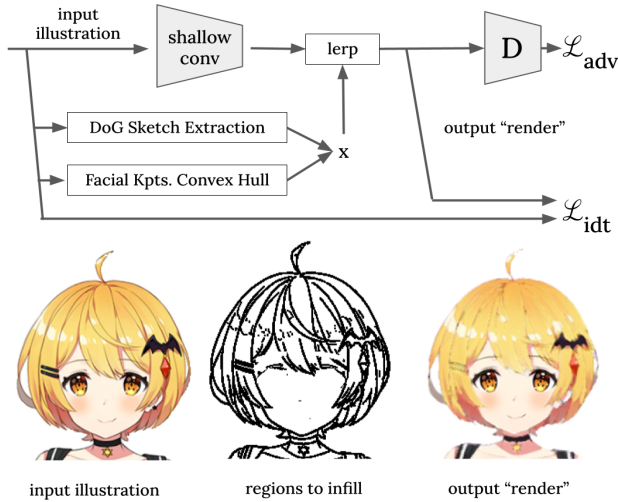 input
illustration
shallow
conv
lerp
D
ℒadv
DoG Sketch Extraction
x
output “render”
Facial Kpts. Convex Hull
ℒidt
input illustration
regions to infill
output “render”